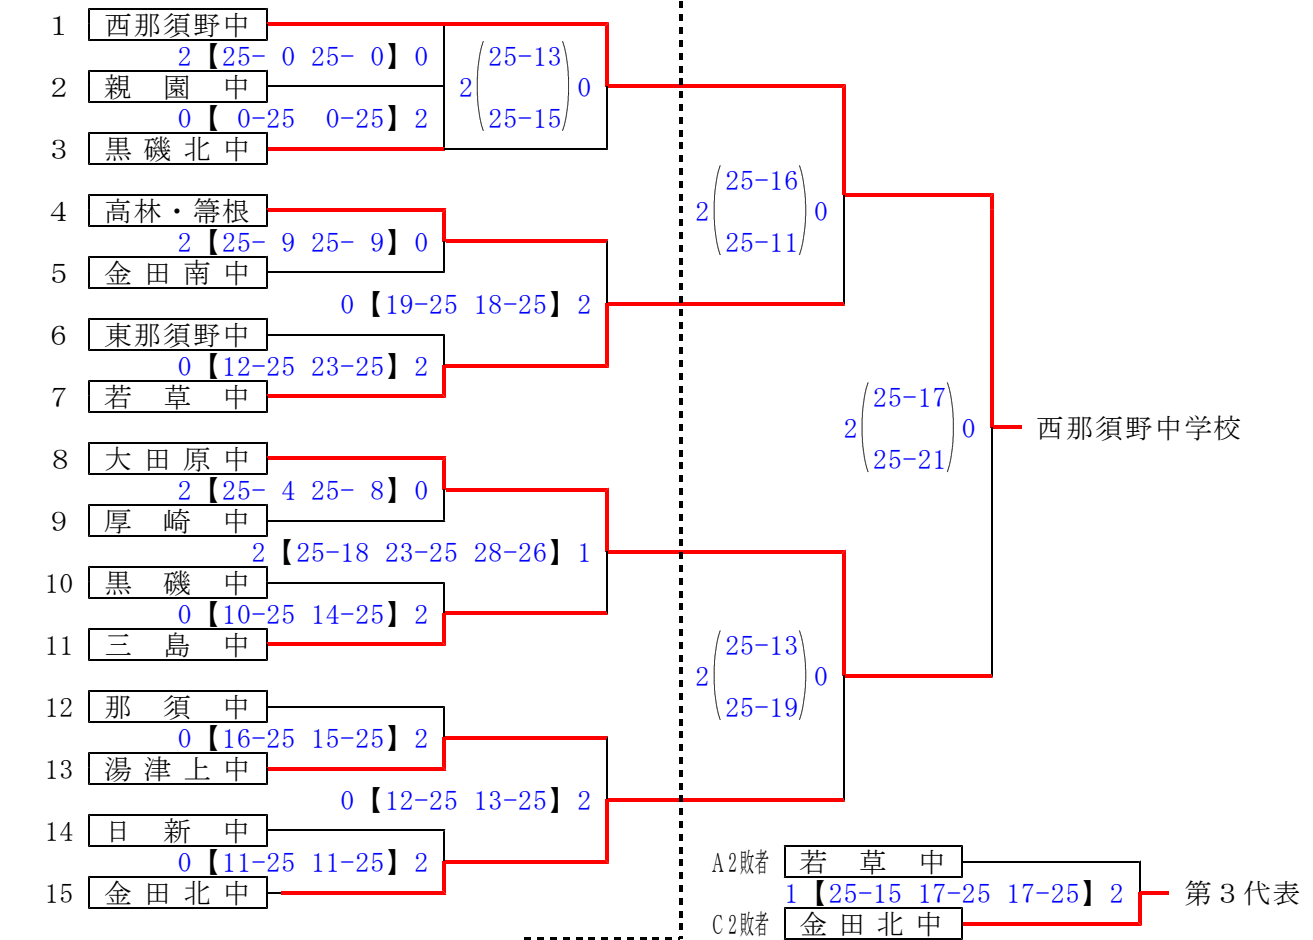 1 西那須野中
2【25- 0 25- 0】0
2 親園中
0【 0-25 0-25】2
3 黒磯北中
2 (25-13 25-15) 0
4 高林・箒根
2【25- 9 25- 9】0
5 金田南中
0【19-25 18-25】2
6 東那須野中
0【12-25 23-25】2
7 若草中
2 (25-16 25-11) 0
8 大田原中
2【25- 4 25- 8】0
9 厚崎中
2【25-18 23-25 28-26】1
10 黒磯中
0【10-25 14-25】2
11 三島中
12 那須中
0【16-25 15-25】2
13 湯津上中
0【12-25 13-25】2
14 日新中
0【11-25 11-25】2
15 金田北中
2 (25-13 25-19) 0
2 (25-17 25-21) 0
西那須野中学校
A2敗者 若草中
1【25-15 17-25 17-25】2
C2敗者 金田北中
第3代表